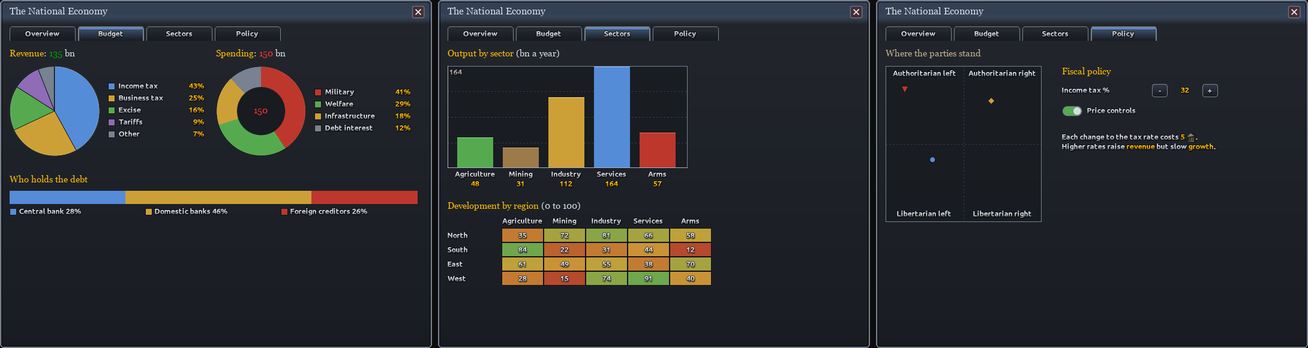 The National Economy
Overview Budget Sectors Policy
Revenue: 135 bn
Income tax 43%
Business tax 25%
Excise 16%
Tariffs 9%
Other 7%
Spending: 150 bn
150
Military 41%
Welfare 29%
Infrastructure 18%
Debt interest 12%
Who holds the debt
Central bank 28% Domestic banks 46% Foreign creditors 26%
The National Economy
Overview Budget Sectors Policy
Output by sector (bn a year)
164
Agriculture Mining Industry Services Arms
48 31 112 164 57
Development by region (0 to 100)
Agriculture Mining Industry Services Arms
North 35 72 81 66 58
South 84 22 31 44 12
East 61 49 55 38 70
West 28 15 74 91 40
The National Economy
Overview Budget Sectors Policy
Where the parties stand
Authoritarian left Authoritarian right
Libertarian left Libertarian right
Fiscal policy
Income tax % - 32 +
Price controls
Each change to the tax rate costs 5 .
Higher rates raise revenue but slow growth.